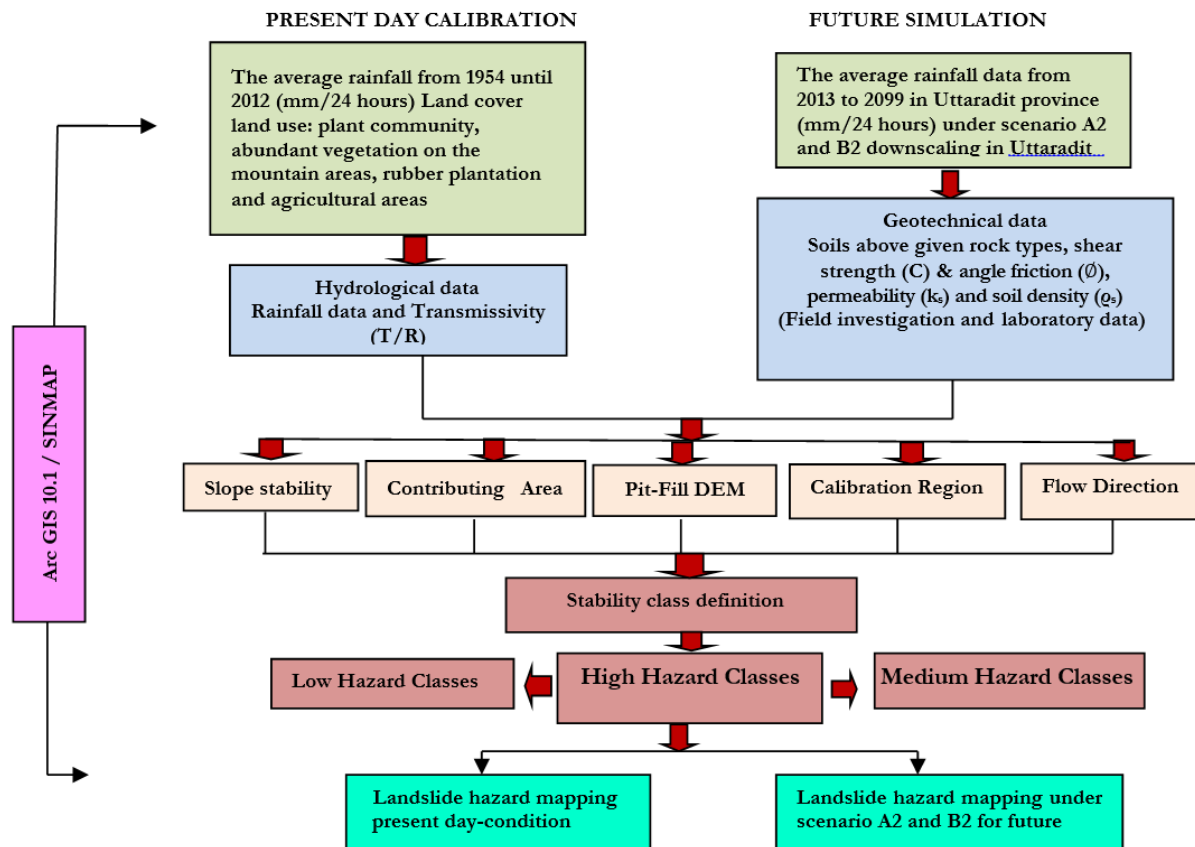 PRESENT DAY CALIBRATION
FUTURE SIMULATION
The average rainfall from 1954 until
2012 (mm/24 hours) Land cover
land use: plant community,
abundant vegetation on the
mountain areas, rubber plantation
and agricultural areas
The average rainfall data from
2013 to 2099 in Uttaradit province
(mm/24 hours) under scenario A2
and B2 downscaling in Uttaradit
Hydrological data
Rainfall data and Transmissivity
(T/R)
Geotechnical data
Soils above given rock types, shear
strength (C) & angle friction (Ø),
permeability (kₛ) and soil density (ϱₛ)
(Field investigation and laboratory data)
Arc GIS 10.1 / SINMAP
Slope stability
Contributing Area
Pit-Fill DEM
Calibration Region
Flow Direction
Stability class definition
Low Hazard Classes
High Hazard Classes
Medium Hazard Classes
Landslide hazard mapping
present day-condition
Landslide hazard mapping under
scenario A2 and B2 for future